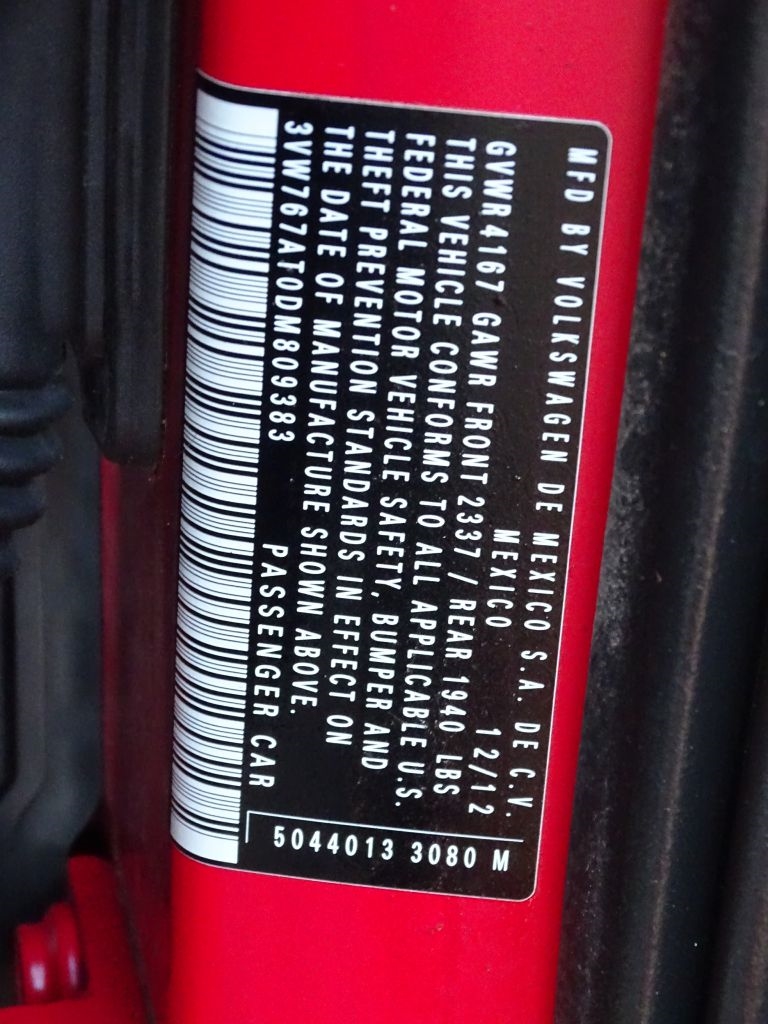 MFD BY VOLKSWAGEN DE MEXICO S.A. DE C.V.
MEXICO 12/12
GVWR 4167 GAWR FRONT 2337 / REAR 1940 LBS
THIS VEHICLE CONFORMS TO ALL APPLICABLE U.S.
FEDERAL MOTOR VEHICLE SAFETY, BUMPER AND
THEFT PREVENTION STANDARDS IN EFFECT ON
THE DATE OF MANUFACTURE SHOWN ABOVE.
3VW767AT0DM809383 PASSENGER CAR
5044013 3080 M